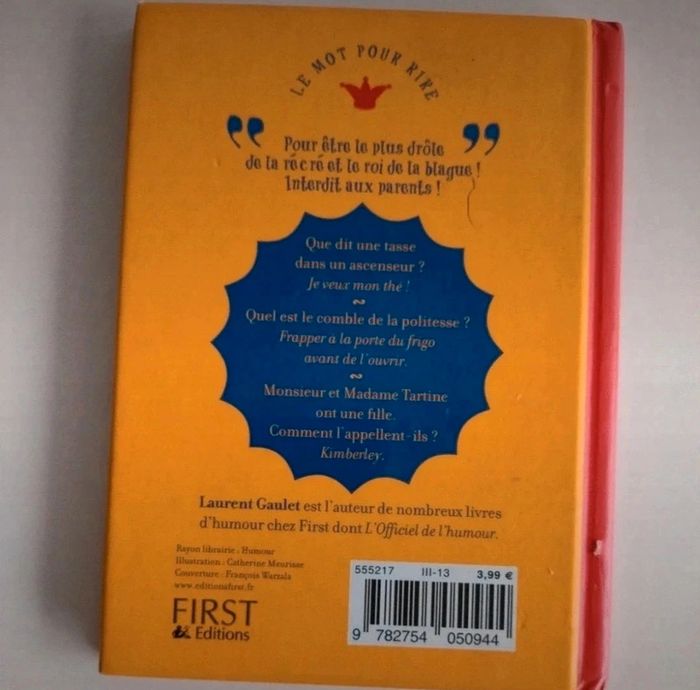 LE MOT POUR RIRE
“ Pour être le plus drôle ”
de la récré et le roi de la blague !
Interdit aux parents !
Que dit une tasse
dans un ascenseur ?
Je veux mon thé !
Quel est le comble de la politesse ?
Frapper à la porte du frigo
avant de l'ouvrir.
Monsieur et Madame Tartine
ont une fille.
Comment l'appellent-ils ?
Kimberley.
Laurent Gaulet est l'auteur de nombreux livres
d'humour chez First dont L'Officiel de l'humour.
Rayon librairie : Humour
Illustration : Catherine Meurisse
Couverture : François Warzala
www.editionsfirst.fr
FIRST
& Editions
555217 III-13 3,99 €
9 782754 050944